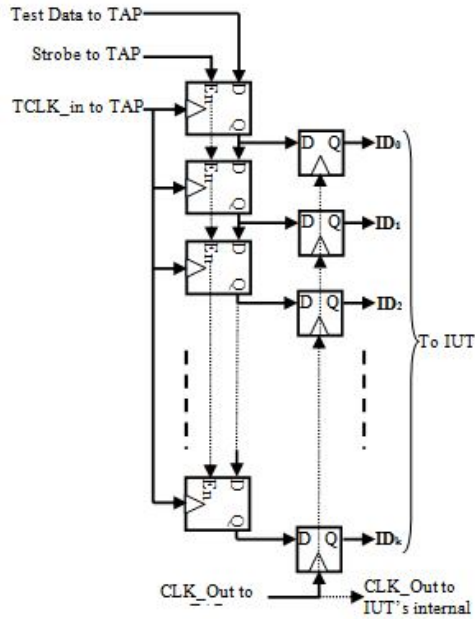 Test Data to TAP
Strobe to TAP
TCLK_in to TAP
En D Q
D Q ID0
En D Q
D Q ID1
En D Q
D Q ID2
To IUT
En D Q
D Q IDk
CLK_Out to
CLK_Out to
IUT's internal